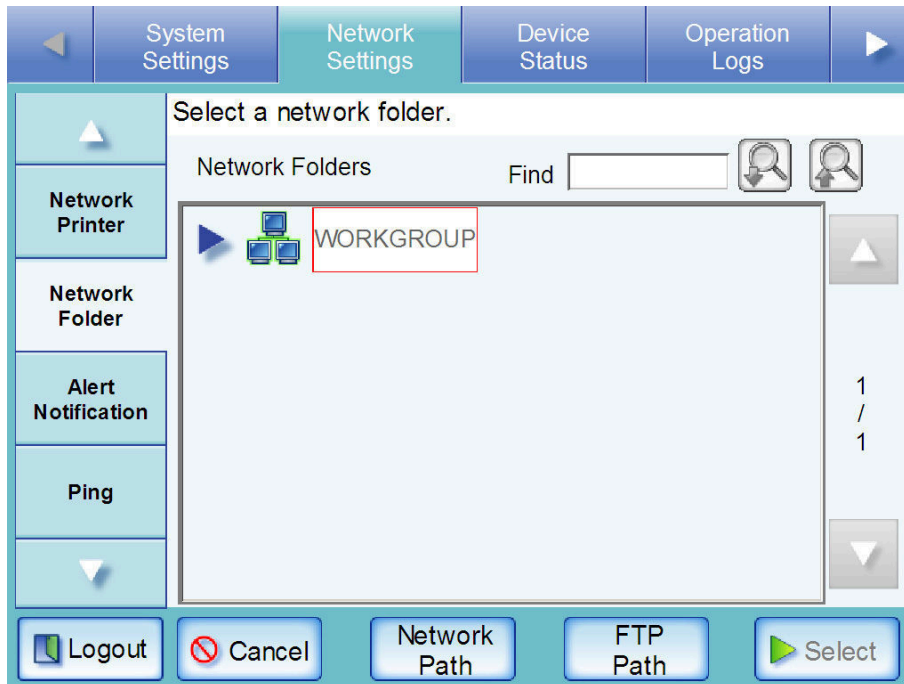 System
Settings
Network
Settings
Device
Status
Operation
Logs
Select a network folder.
Network Folders
Find
Network
Printer
WORKGROUP
Network
Folder
Alert
Notification
1
/
1
Ping
Logout
Cancel
Network
Path
FTP
Path
Select